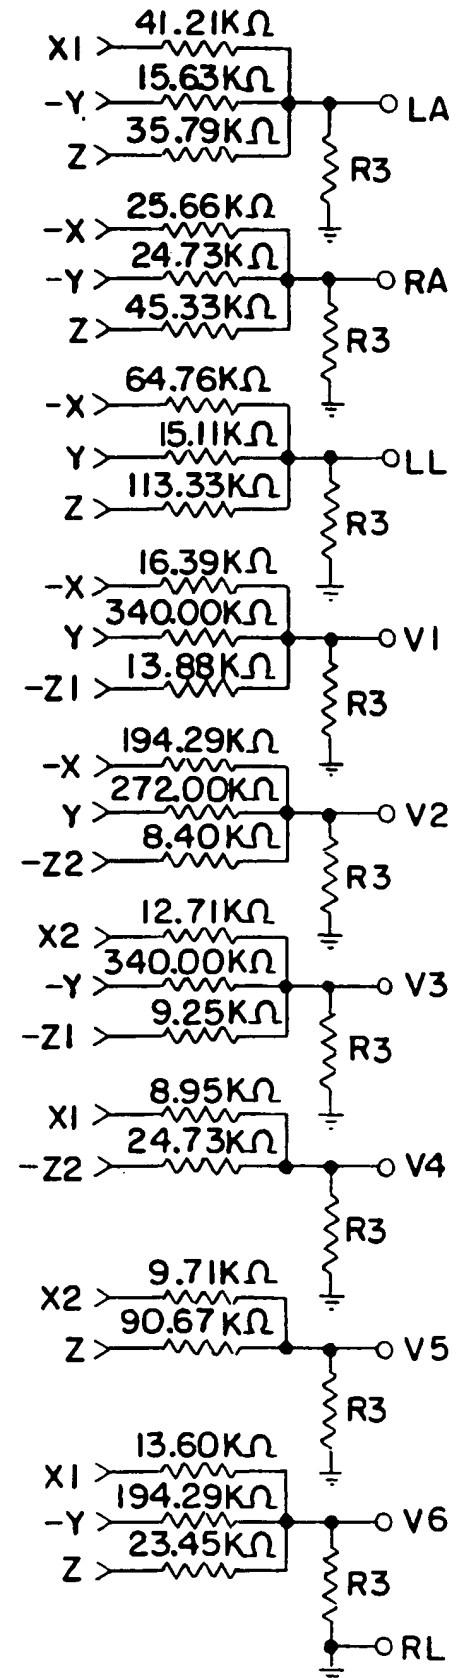 41.21KΩ
X1
15.63KΩ
-Y
LA
35.79KΩ
Z
R3
25.66KΩ
-X
24.73KΩ
-Y
RA
45.33KΩ
Z
R3
64.76KΩ
-X
15.11KΩ
Y
LL
113.33KΩ
Z
R3
16.39KΩ
-X
340.00KΩ
Y
V1
13.88KΩ
-Z1
R3
194.29KΩ
-X
272.00KΩ
Y
V2
8.40KΩ
-Z2
R3
12.71KΩ
X2
340.00KΩ
-Y
V3
9.25KΩ
-Z1
R3
8.95KΩ
X1
24.73KΩ
-Z2
V4
R3
9.71KΩ
X2
90.67KΩ
Z
V5
R3
13.60KΩ
X1
194.29KΩ
-Y
V6
23.45KΩ
Z
R3
RL